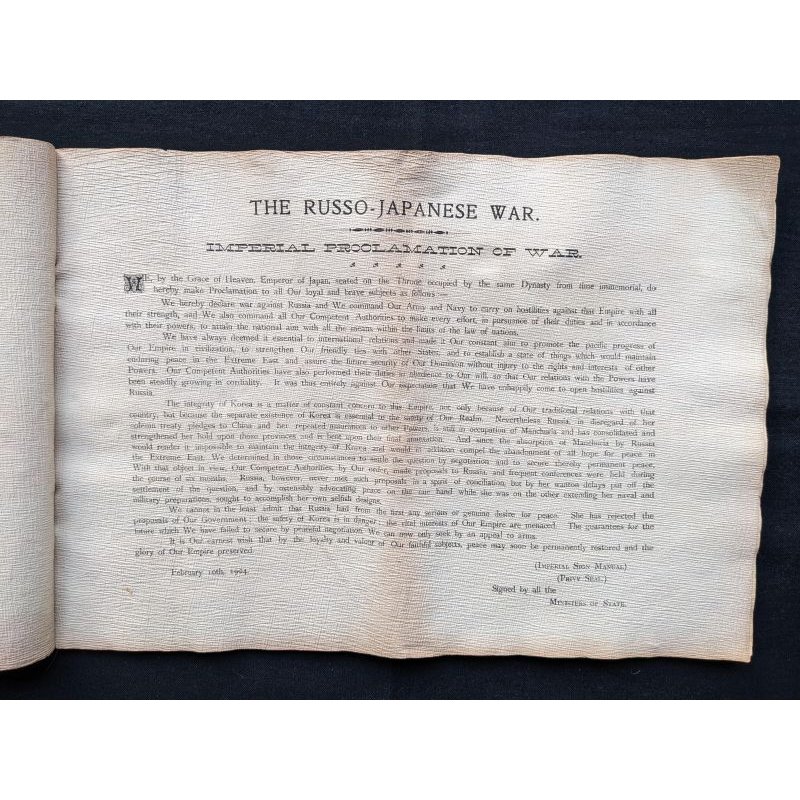 THE RUSSO-JAPANESE WAR.
IMPERIAL PROCLAMATION OF WAR.
WE, by the Grace of Heaven, Emperor of Japan, seated on the Throne occupied by the same Dynasty from time immemorial, do
hereby make Proclamation to all Our loyal and brave subjects as follows :—
We hereby declare war against Russia and We command Our Army and Navy to carry on hostilities against that Empire with all
their strength, and We also command all Our Competent Authorities to make every effort, in pursuance of their duties and in accordance
with their powers, to attain the national aim with all the means within the limits of the law of nations.
We have always deemed it essential to international relations and made it Our constant aim to promote the pacific progress of
Our Empire in civilization, to strengthen Our friendly ties with other States, and to establish a state of things which would maintain
enduring peace in the Extreme East and assure the future security of Our Dominion without injury to the rights and interests of other
Powers. Our Competent Authorities have also performed their duties in obedience to Our will, so that Our relations with the Powers have
been steadily growing in cordiality. It was thus entirely against Our expectation that We have unhappily come to open hostilities against
Russia.
The integrity of Korea is a matter of constant concern to this Empire, not only because of Our traditional relations with that
country, but because the separate existence of Korea is essential to the safety of Our Realm. Nevertheless Russia, in disregard of her
solemn treaty pledges to China and her repeated assurances to other Powers, is still in occupation of Manchuria and has consolidated and
strengthened her hold upon those provinces and is bent upon their final annexation. And since the absorption of Manchuria by Russia
would render it impossible to maintain the integrity of Korea and would in addition compel the abandonment of all hope for peace in
the Extreme East, We determined in those circumstances to settle the question by negotiation and to secure thereby permanent peace.
With that object in view, Our Competent Authorities, by Our order, made proposals to Russia, and frequent conferences were held during
the course of six months. Russia, however, never met such proposals in a spirit of conciliation, but by her wanton delays put off the
settlement of the question, and by ostensibly advocating peace on the one hand while she was on the other extending her naval and
military preparations, sought to accomplish her own selfish designs.
We cannot in the least admit that Russia had from the first any serious or genuine desire for peace. She has rejected the
proposals of Our Government ; the safety of Korea is in danger ; the vital interests of Our Empire are menaced. The guarantees for the
future which We have failed to secure by peaceful negotiation, We can now only seek by an appeal to arms.
It is Our earnest wish that by the loyalty and valour of Our faithful subjects, peace may soon be permanently restored and the
glory of Our Empire preserved.
February 10th, 1904.
(IMPERIAL SIGN MANUAL)
(PRIVY SEAL)
Signed by all the
MINISTERS OF STATE.